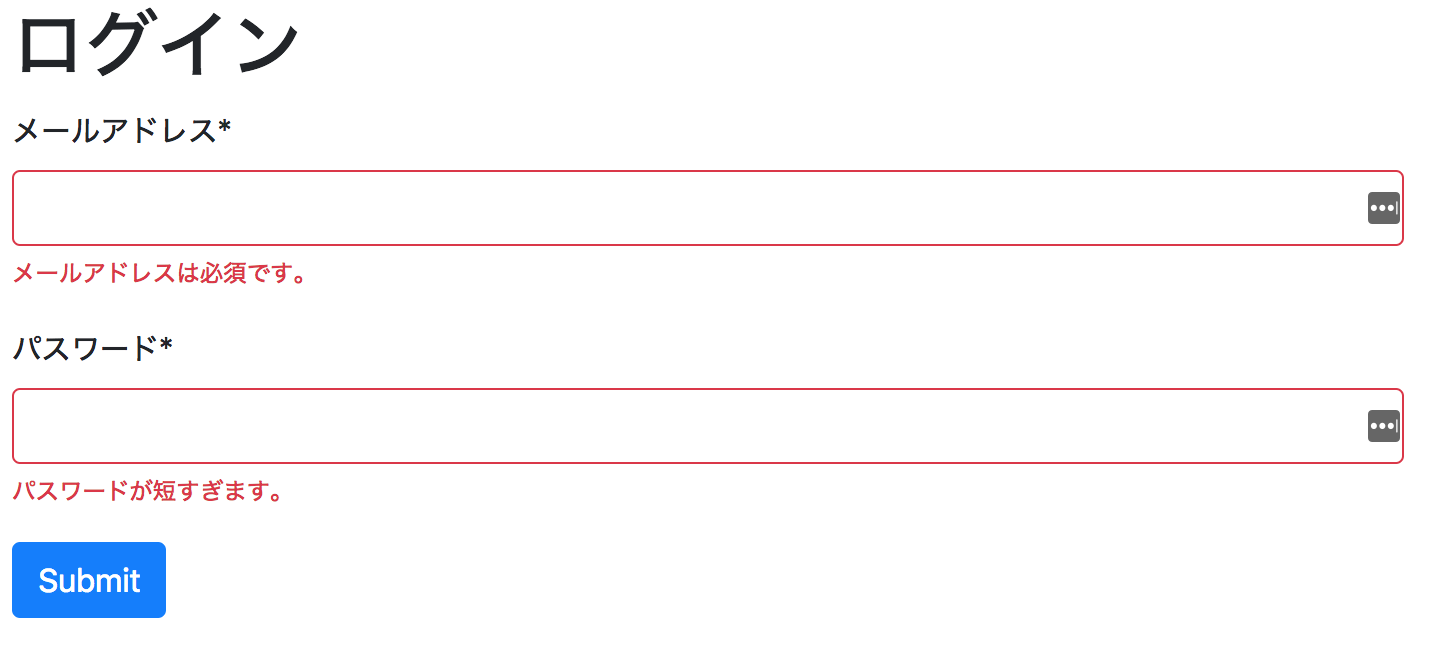 ログイン
メールアドレス*
メールアドレスは必須です。
パスワード*
パスワードが短すぎます。
Submit